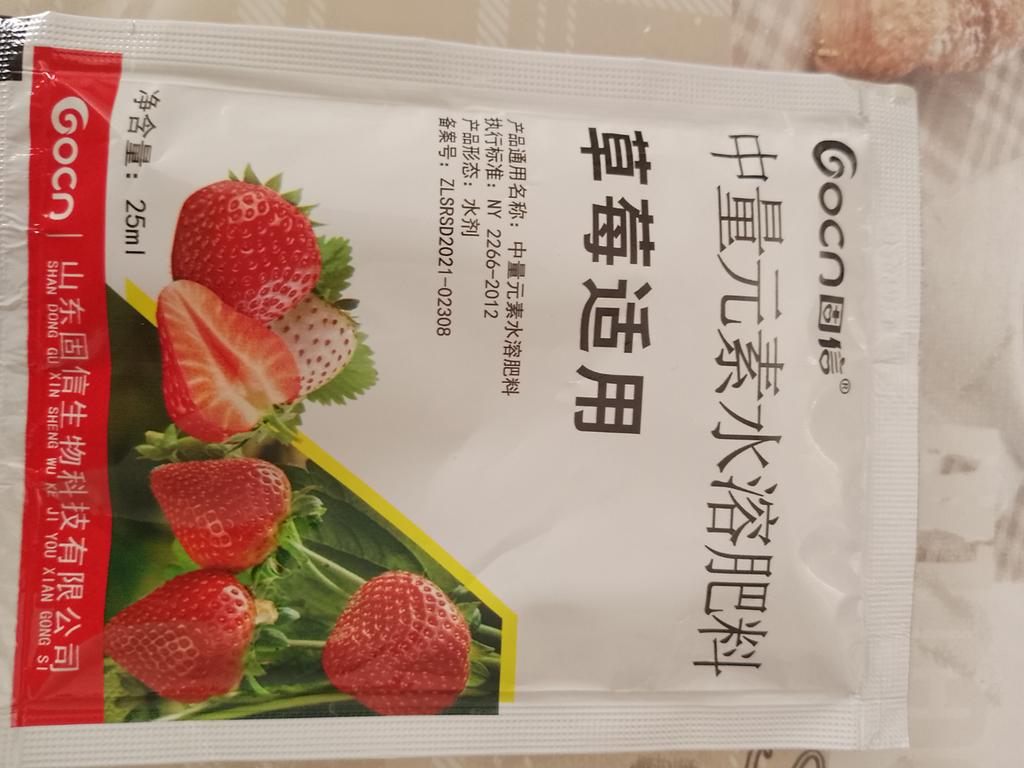 Gocn固信®
中量元素水溶肥料
草莓适用
产品通用名称：中量元素水溶肥料
执行标准：NY 2266-2012
产品形态：水剂
备案号：ZLSRSD2021-02308
净含量：25ml
Gocn | 山东固信生物科技有限公司
SHAN DONG GU XIN SHENG WU KE JI YOU XIAN GONG SI